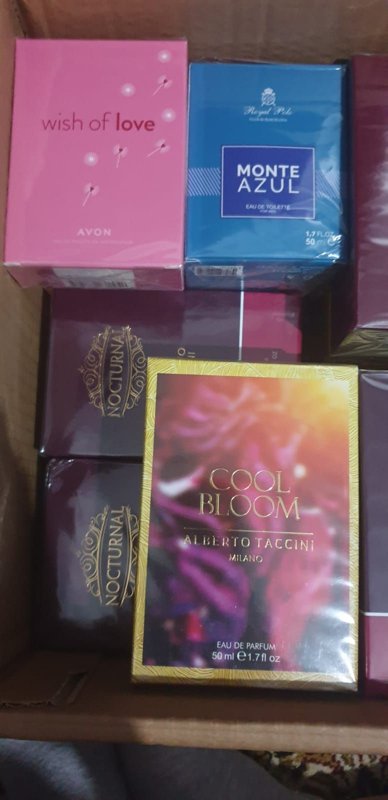 wish of love
AVON
Royal Polo
MONTE
AZUL
EAU DE TOILETTE
1.7 FL.OZ
50 ml
NOCTURNAL
NOCTURNAL
COOL
BLOOM
ALBERTO TACCINI
MILANO
EAU DE PARFUM
50 ml ℮ 1.7 fl oz